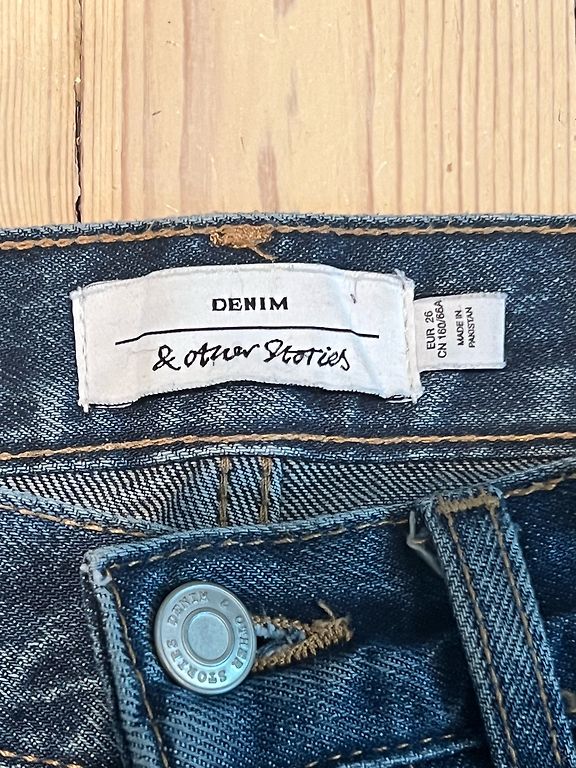 DENIM
& other Stories
EUR 26
CN 160/66A
MADE IN
PAKISTAN
& OTHER STORIES DENIM